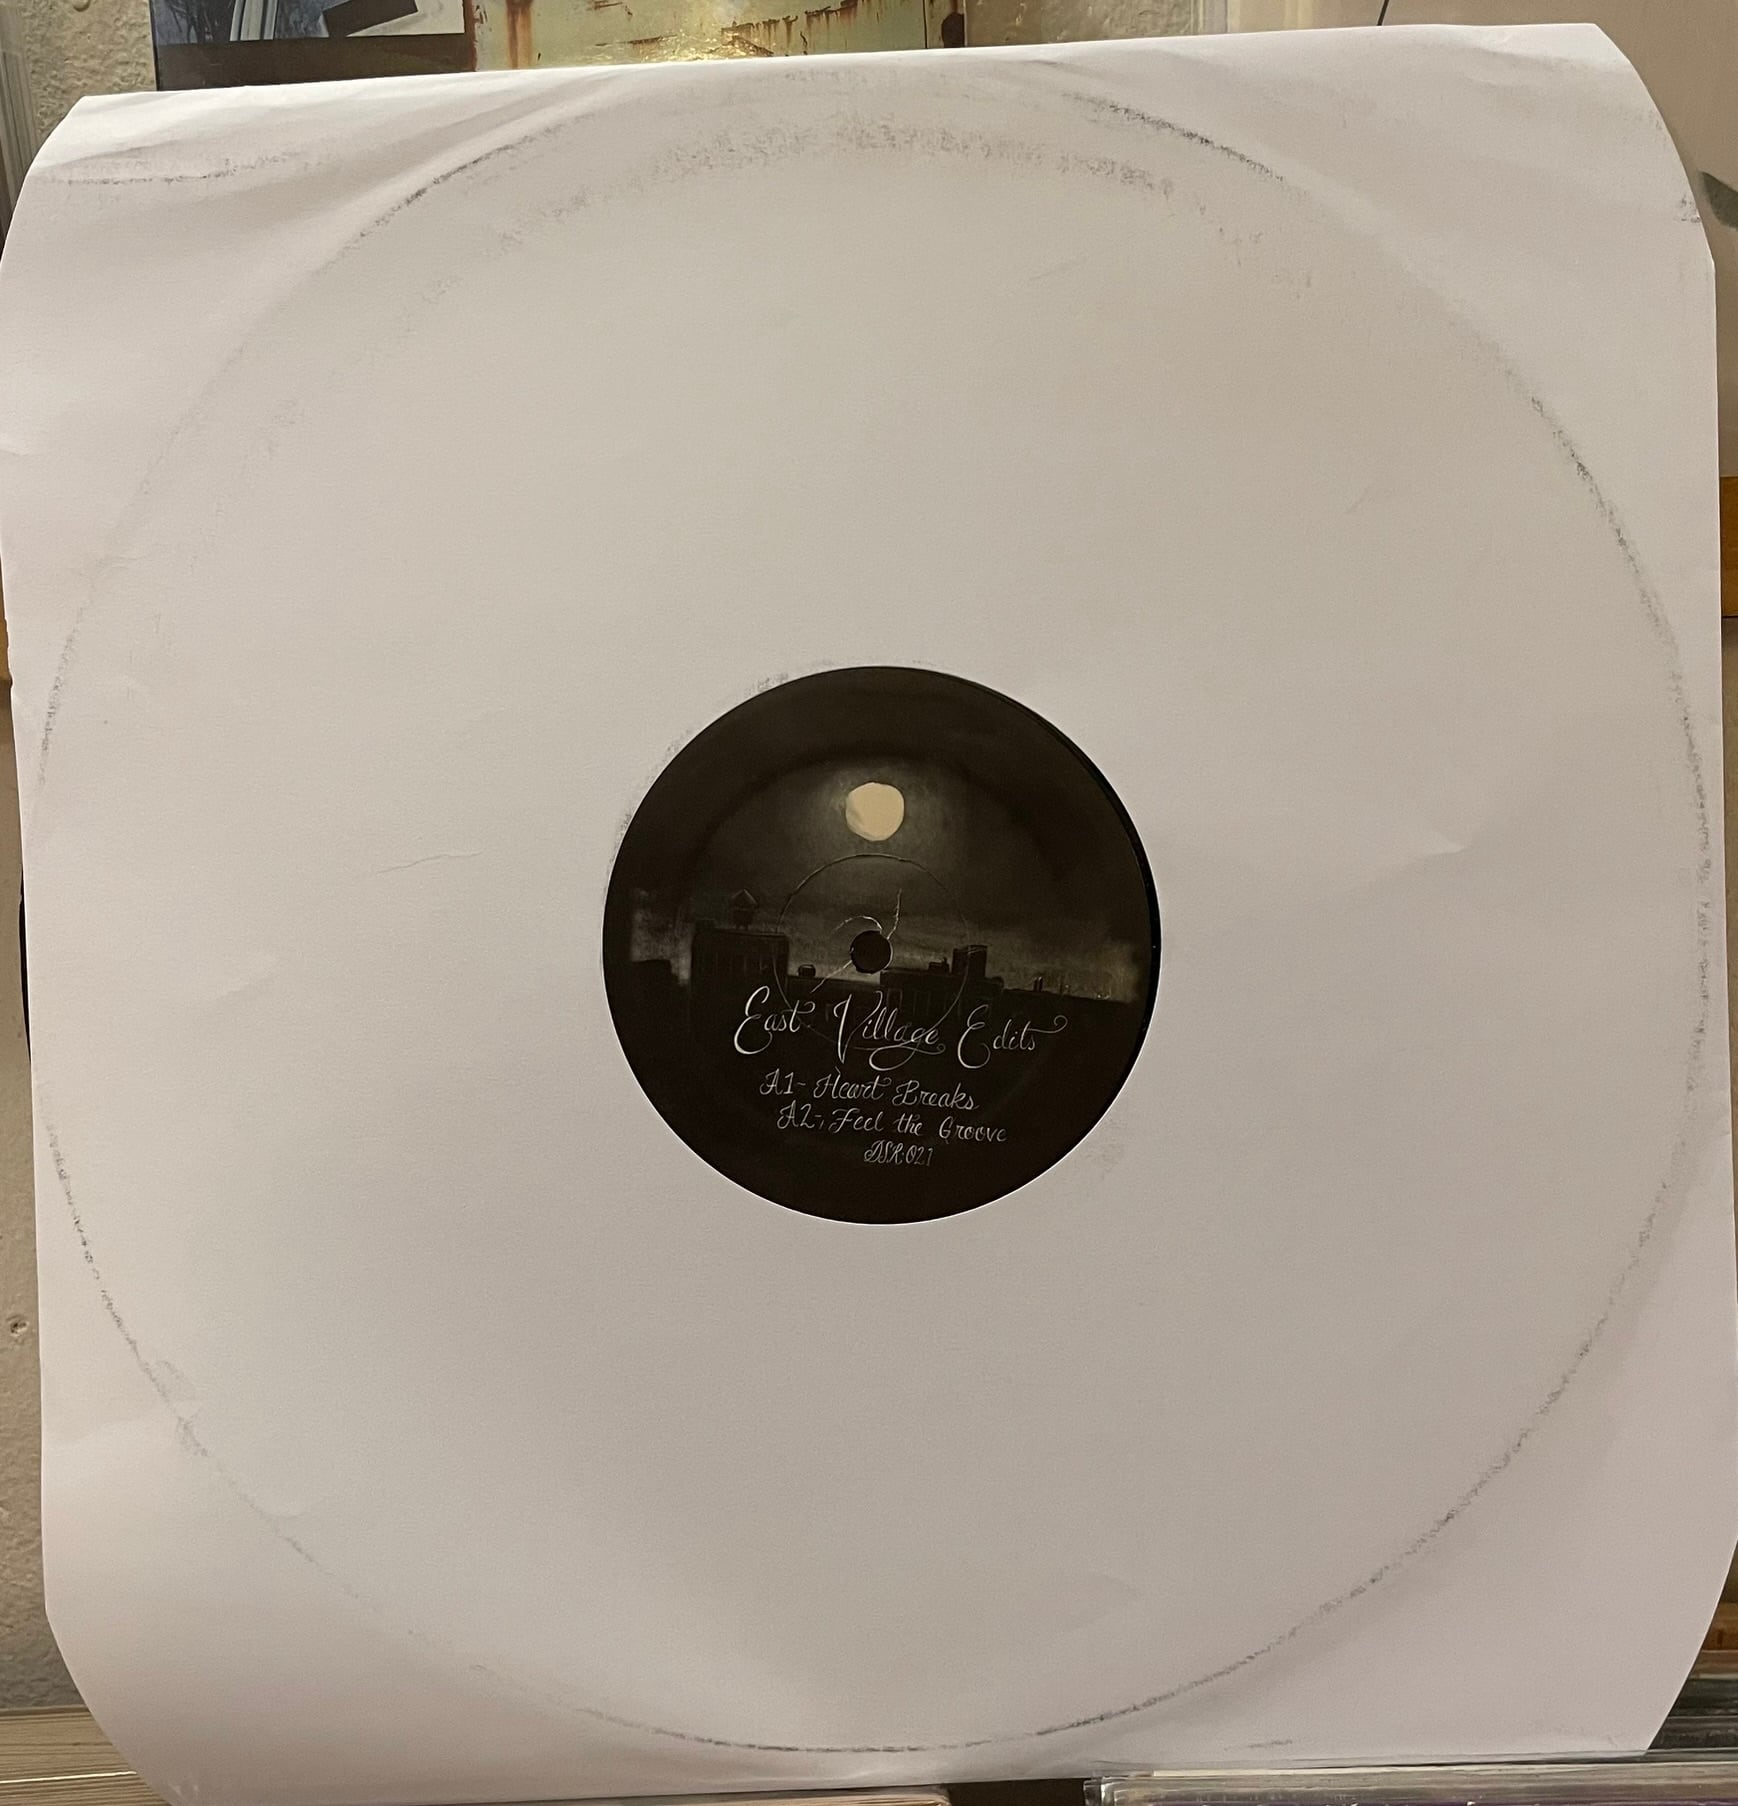 East Village Edits
A1- Heart Breaks
A2- Feel the Groove
DSR-021